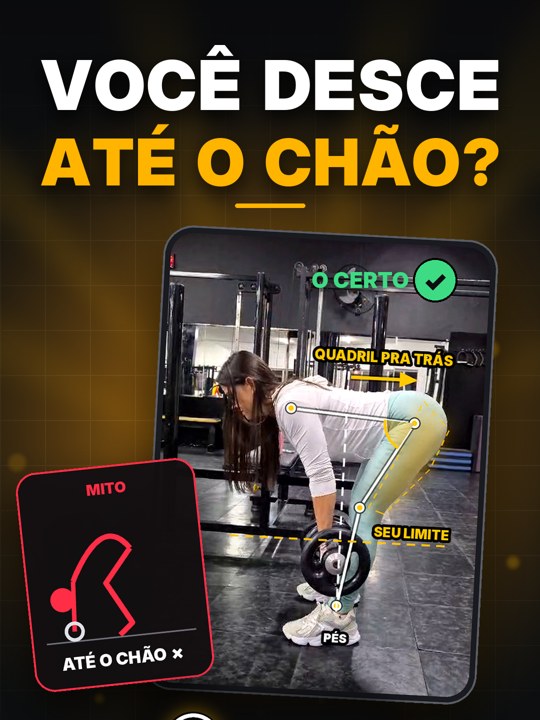 VOCÊ DESCE
ATÉ O CHÃO?
O CERTO
QUADRIL PRA TRÁS
SEU LIMITE
PÉS
MITO
ATÉ O CHÃO ×